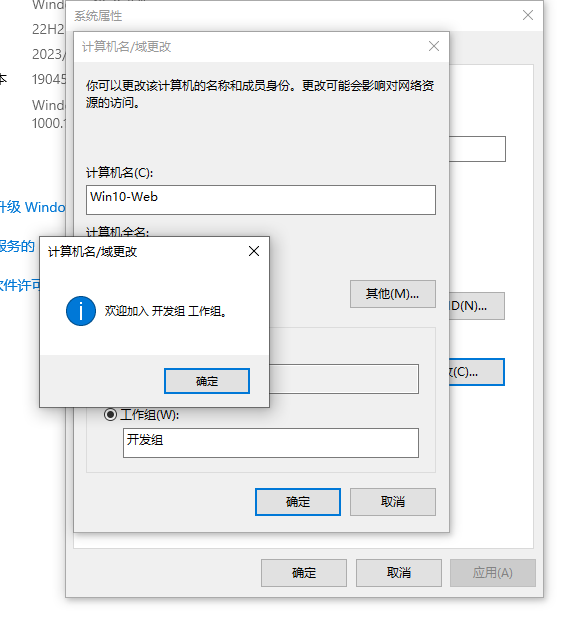 Windo
系统属性
22H2
计算机名/域更改
2023/
你可以更改该计算机的名称和成员身份。更改可能会影响对网络资
源的访问。
本
19045
Windo
1000.1
计算机名(C):
Win10-Web
升级 Windo
计算机全名:
服务的
计算机名/域更改
软件许可
欢迎加入 开发组 工作组。
其他(M)...
ID(N)...
(C)...
确定
工作组(W):
开发组
确定
取消
确定
取消
应用(A)